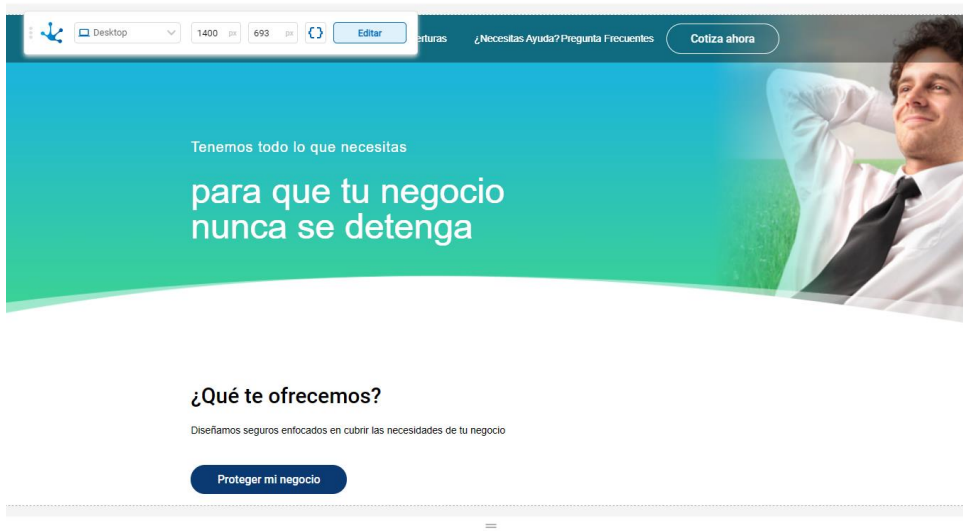 Desktop 1400 px 693 px {} Editar
erturas ¿Necesitas Ayuda? Pregunta Frecuentes Cotiza ahora
Tenemos todo lo que necesitas
para que tu negocio
nunca se detenga
¿Qué te ofrecemos?
Diseñamos seguros enfocados en cubrir las necesidades de tu negocio
Proteger mi negocio